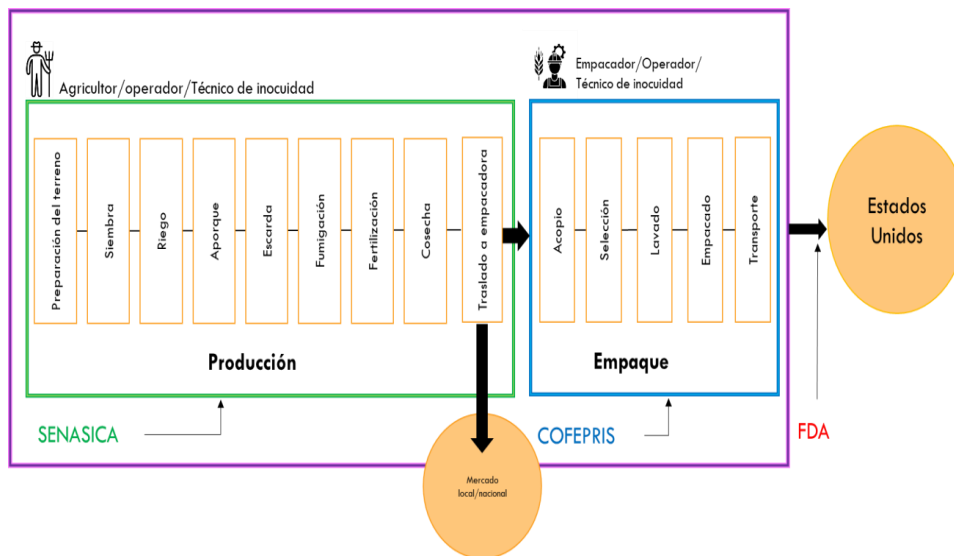 Agricultor/operador/Técnico de inocuidad
Empacador/Operador/
Técnico de inocuidad
Preparación del terreno
Siembra
Riego
Aporque
Escarda
Fumigación
Fertilización
Cosecha
Traslado a empacadora
Producción
Acopio
Selección
Lavado
Empacado
Transporte
Empaque
Estados
Unidos
SENASICA
COFEPRIS
FDA
Mercado
local/nacional